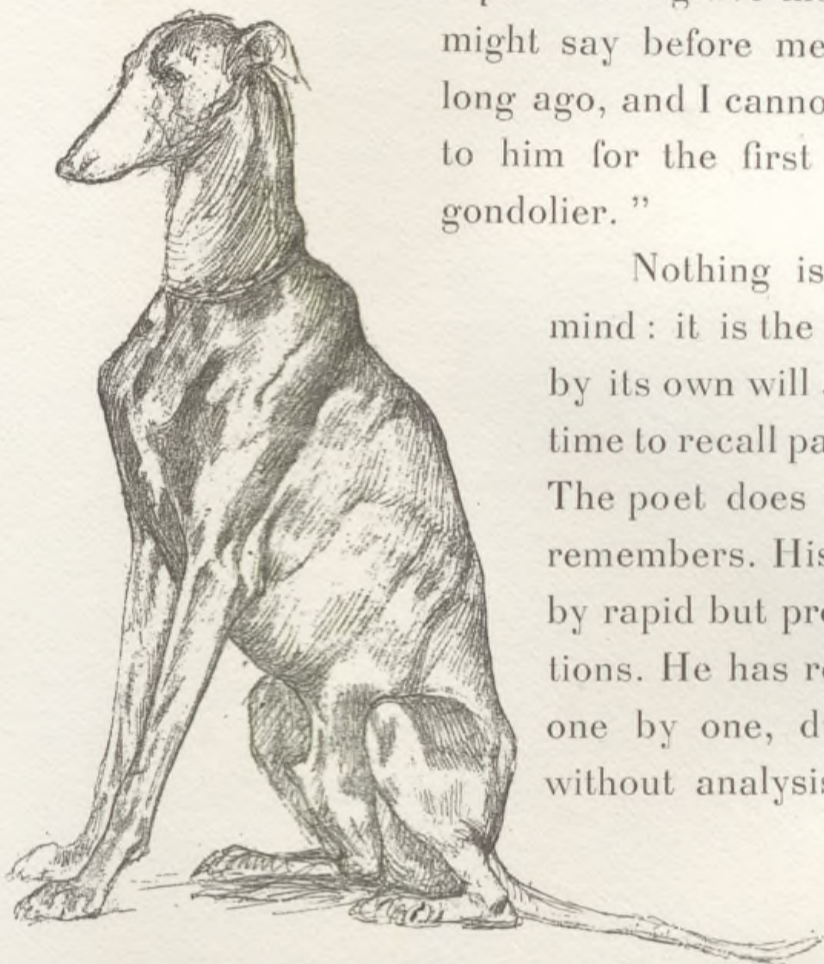 might say before me
long ago, and I canno
to him for the first
gondolier. ”
Nothing is
mind : it is the
by its own will
time to recall pa
The poet does
remembers. His
by rapid but pre
tions. He has re
one by one, d
without analysis